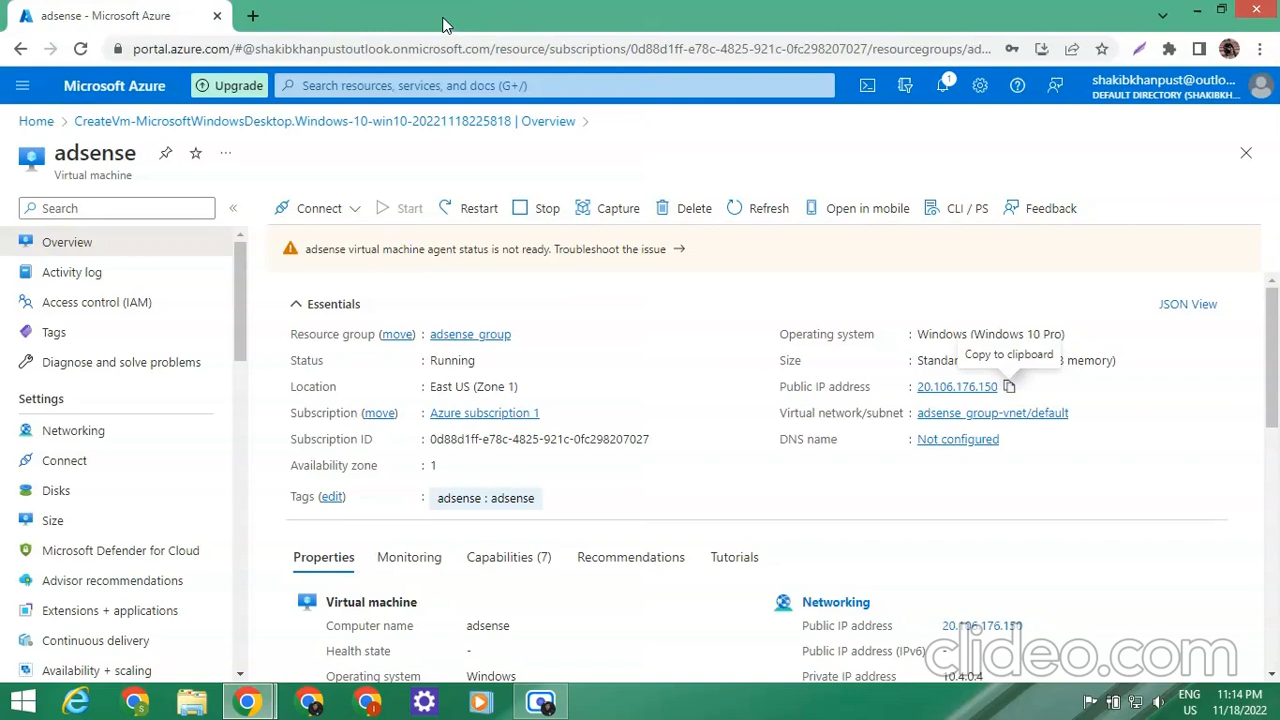 adsense - Microsoft Azure
portal.azure.com/#@shakibkhanpustoutlook.onmicrosoft.com/resource/subscriptions/0d88d1ff-e78c-4825-921c-0fc298207027/resourcegroups/ad...
Microsoft Azure
Upgrade
Search resources, services, and docs (G+/)
1
shakibkhanpust@outlo...
DEFAULT DIRECTORY (SHAKIBKH...
Home > CreateVm-MicrosoftWindowsDesktop.Windows-10-win10-20221118225818 | Overview >
adsense
Virtual machine
Search
Connect Start Restart Stop Capture Delete Refresh Open in mobile CLI / PS Feedback
Overview
Activity log
Access control (IAM)
Tags
Diagnose and solve problems
Settings
Networking
Connect
Disks
Size
Microsoft Defender for Cloud
Advisor recommendations
Extensions + applications
Continuous delivery
Availability + scaling
adsense virtual machine agent status is not ready. Troubleshoot the issue →
Essentials
JSON View
Resource group (move) : adsense_group
Status : Running
Location : East US (Zone 1)
Subscription (move) : Azure subscription 1
Subscription ID : 0d88d1ff-e78c-4825-921c-0fc298207027
Availability zone : 1
Tags (edit) : adsense : adsense
Operating system : Windows (Windows 10 Pro)
Copy to clipboard
Size : memory)
Public IP address : 20.106.176.150
Virtual network/subnet : adsense_group-vnet/default
DNS name : Not configured
Properties Monitoring Capabilities (7) Recommendations Tutorials
Virtual machine
Computer name adsense
Health state -
Operating system Windows
Networking
Public IP address 20.106.176.150
Public IP address (IPv6) -
Private IP address 10.4.0.4
clideo.com
ENG
US
11:14 PM
11/18/2022